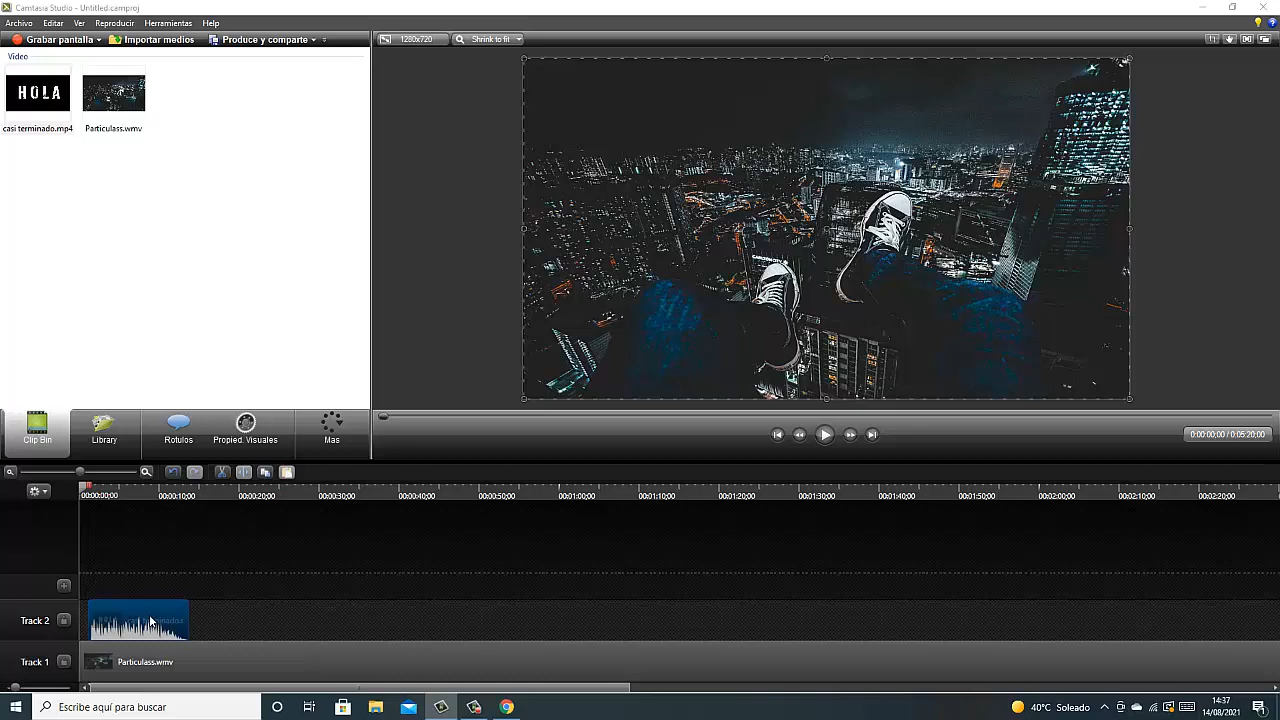 Camtasia Studio - Untitled.camproj
Archivo Editar Ver Reproducir Herramientas Help
Grabar pantalla Importar medios Produce y comparte
1280x720 Shrink to fit
Video
HOLA
casi terminado.mp4 Particulass.wmv
Clip Bin Library Rotulos Propied. Visuales Mas
0:00:00;00 / 0:05:20;00
00:00:00;00 00:00:10;00 00:00:20;00 00:00:30;00 00:00:40;00 00:00:50;00 00:01:00;00 00:01:10;00 00:01:20;00 00:01:30;00 00:01:40;00 00:01:50;00 00:02:00;00 00:02:10;00 00:02:20;00
Track 2
Track 1 Particulass.wmv
Escribe aquí para buscar
40°C Soleado
14:37
14/08/2021